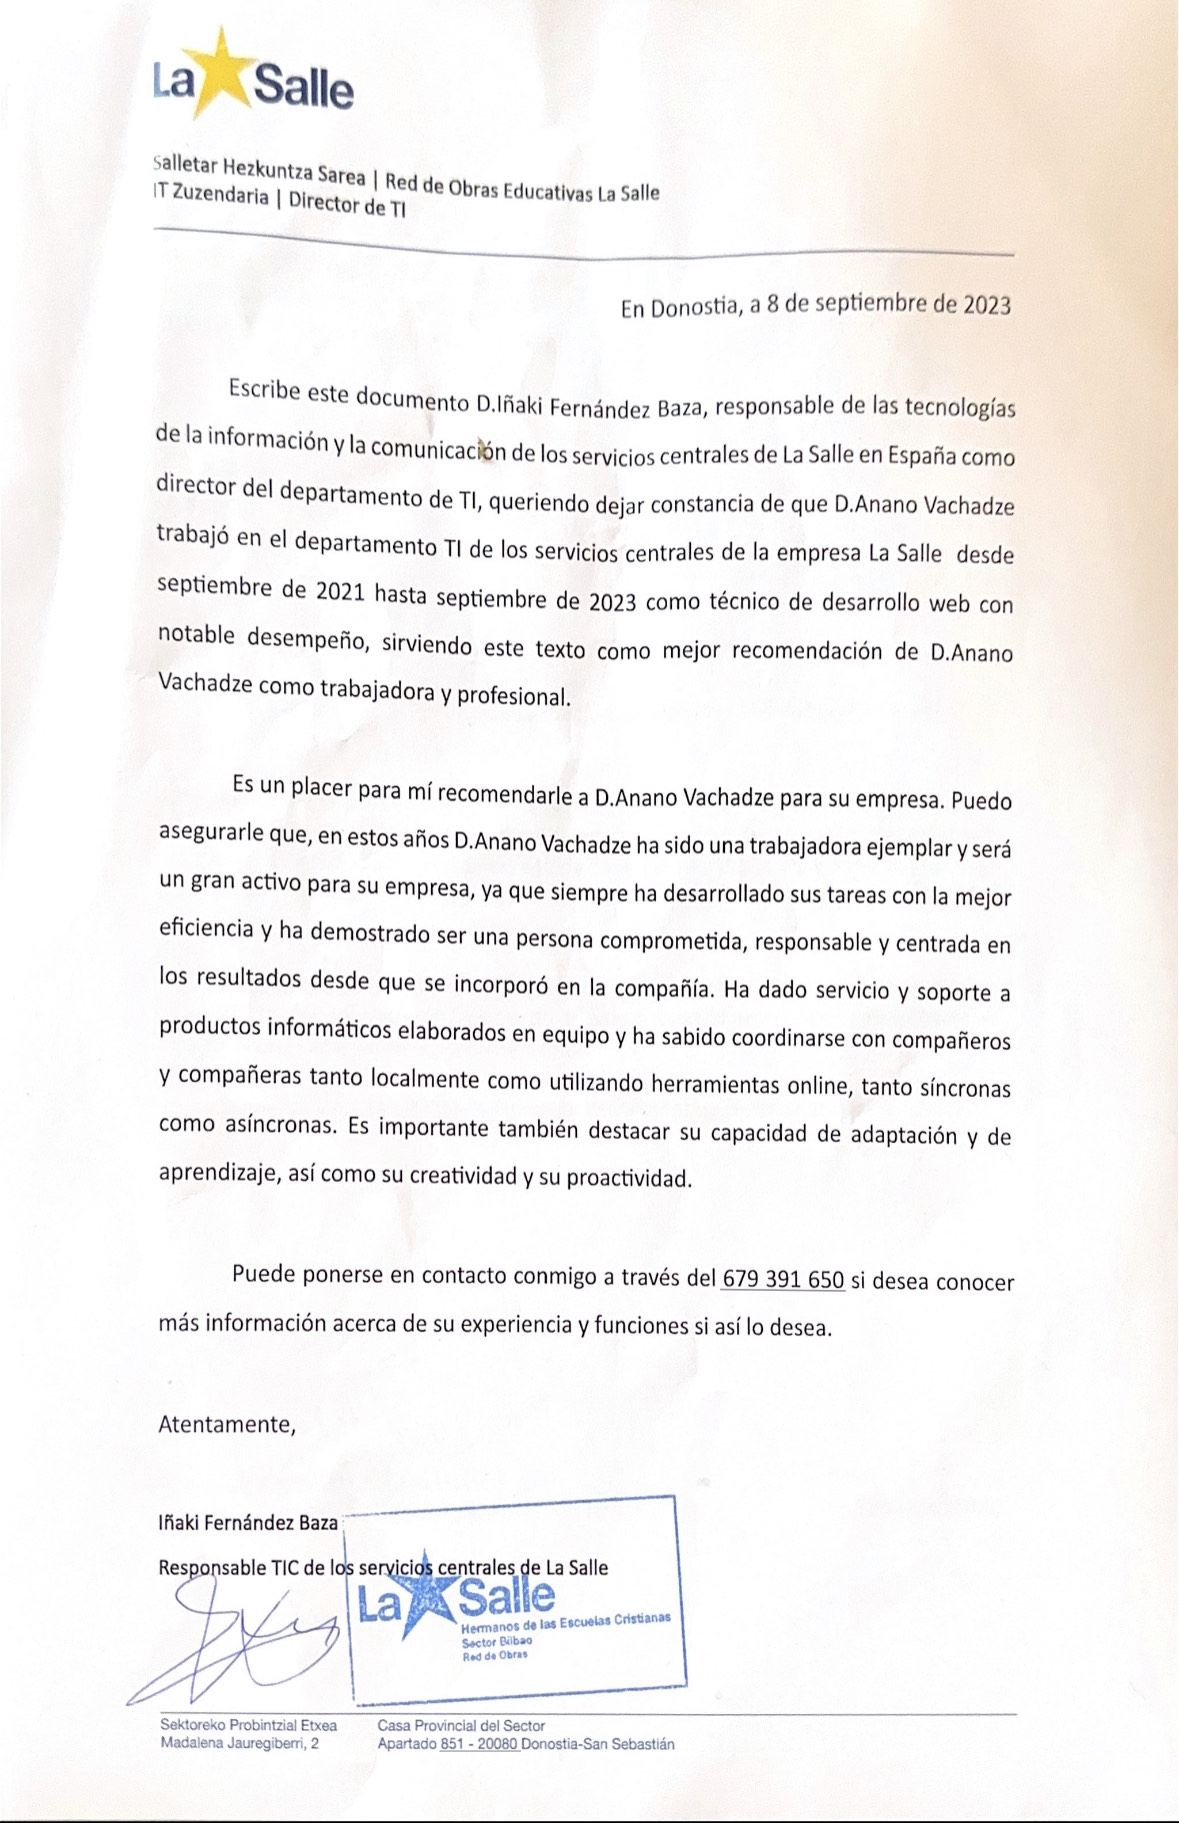 La Salle
Salletar Hezkuntza Sarea | Red de Obras Educativas La Salle
IT Zuzendaria | Director de TI
En Donostia, a 8 de septiembre de 2023
Escribe este documento D.Iñaki Fernández Baza, responsable de las tecnologías
de la información y la comunicación de los servicios centrales de La Salle en España como
director del departamento de TI, queriendo dejar constancia de que D.Anano Vachadze
trabajó en el departamento TI de los servicios centrales de la empresa La Salle desde
septiembre de 2021 hasta septiembre de 2023 como técnico de desarrollo web con
notable desempeño, sirviendo este texto como mejor recomendación de D.Anano
Vachadze como trabajadora y profesional.
Es un placer para mí recomendarle a D.Anano Vachadze para su empresa. Puedo
asegurarle que, en estos años D.Anano Vachadze ha sido una trabajadora ejemplar y será
un gran activo para su empresa, ya que siempre ha desarrollado sus tareas con la mejor
eficiencia y ha demostrado ser una persona comprometida, responsable y centrada en
los resultados desde que se incorporó en la compañía. Ha dado servicio y soporte a
productos informáticos elaborados en equipo y ha sabido coordinarse con compañeros
y compañeras tanto localmente como utilizando herramientas online, tanto síncronas
como asíncronas. Es importante también destacar su capacidad de adaptación y de
aprendizaje, así como su creatividad y su proactividad.
Puede ponerse en contacto conmigo a través del 679 391 650 si desea conocer
más información acerca de su experiencia y funciones si así lo desea.
Atentamente,
Iñaki Fernández Baza
Responsable TIC de los servicios centrales de La Salle
La Salle
Hermanos de las Escuelas Cristianas
Sector Bilbao
Red de Obras
Sektoreko Probintzial Etxea Casa Provincial del Sector
Madalena Jauregiberri, 2 Apartado 851 - 20080 Donostia-San Sebastián